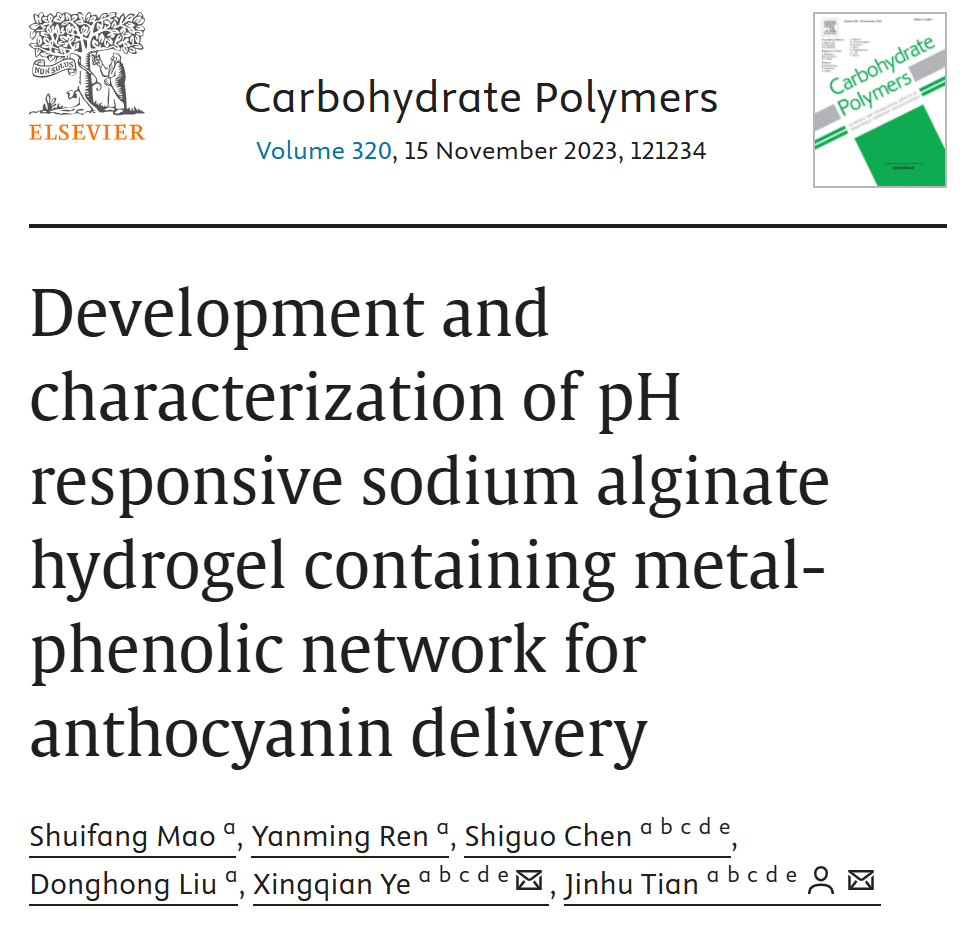 NON SOLUS
ELSEVIER
Carbohydrate Polymers
Volume 320, 15 November 2023, 121234
Carbohydrate
Polymers
Development and
characterization of pH
responsive sodium alginate
hydrogel containing metal-
phenolic network for
anthocyanin delivery
Shuifang Mao a, Yanming Ren a, Shiguo Chen a b c d e,
Donghong Liu a, Xingqian Ye a b c d e, Jinhu Tian a b c d e